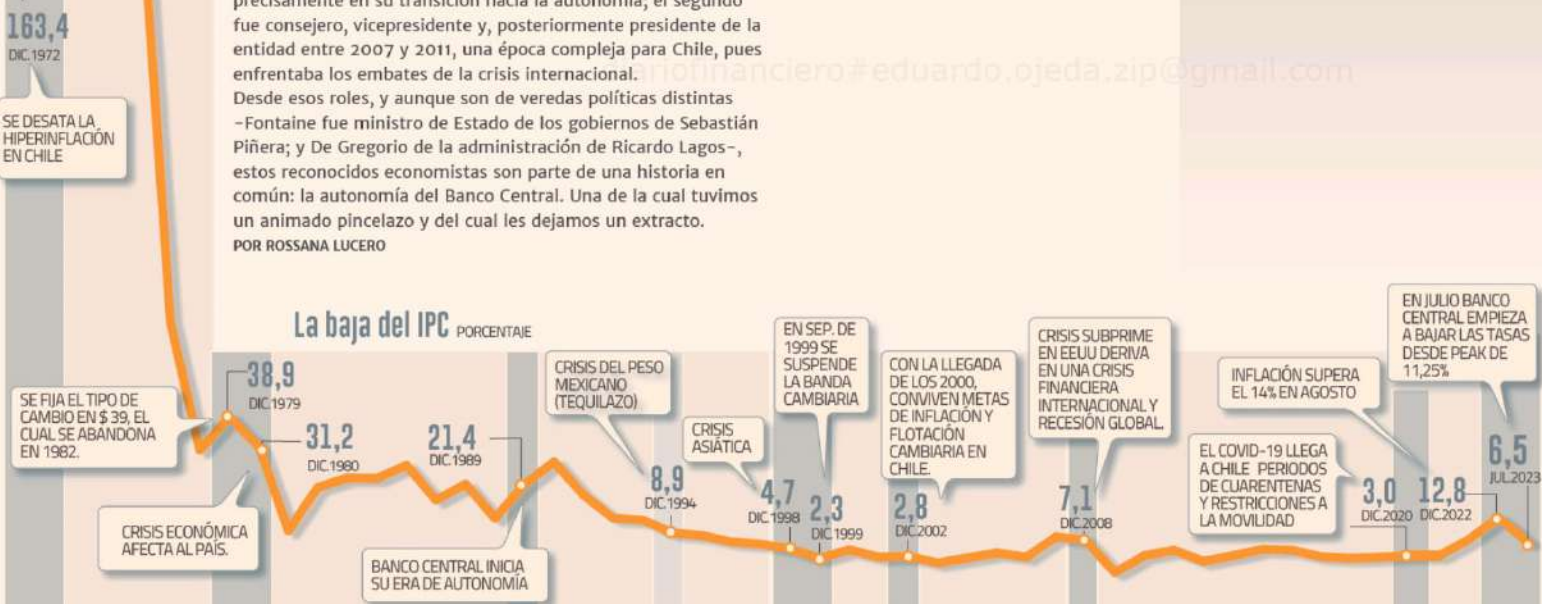 precisamente en su transición hacia la autonomía; el segundo
fue consejero, vicepresidente y, posteriormente presidente de la
entidad entre 2007 y 2011, una época compleja para Chile, pues
enfrentaba los embates de la crisis internacional.
Desde esos roles, y aunque son de veredas políticas distintas
-Fontaine fue ministro de Estado de los gobiernos de Sebastián
Piñera; y De Gregorio de la administración de Ricardo Lagos-,
estos reconocidos economistas son parte de una historia en
común: la autonomía del Banco Central. Una de la cual tuvimos
un animado pincelazo y del cual les dejamos un extracto.
POR ROSSANA LUCERO
diariofinanciero#eduardo.ojeda.zip@gmail.com
163,4
DIC.1972
SE DESATA LA
HIPERINFLACIÓN
EN CHILE
La baja del IPC PORCENTAJE
SE FIJA EL TIPO DE
CAMBIO EN $ 39, EL
CUAL SE ABANDONA
EN 1982.
38,9
DIC.1979
31,2
DIC.1980
CRISIS ECONÓMICA
AFECTA AL PAÍS.
21,4
DIC.1989
BANCO CENTRAL INICIA
SU ERA DE AUTONOMÍA
CRISIS DEL PESO
MEXICANO
(TEQUILAZO)
8,9
DIC.1994
CRISIS
ASIÁTICA
4,7
DIC.1998
EN SEP. DE
1999 SE
SUSPENDE
LA BANDA
CAMBIARIA
2,3
DIC.1999
CON LA LLEGADA
DE LOS 2000,
CONVIVEN METAS
DE INFLACIÓN Y
FLOTACIÓN
CAMBIARIA EN
CHILE.
2,8
DIC.2002
CRISIS SUBPRIME
EN EEUU DERIVA
EN UNA CRISIS
FINANCIERA
INTERNACIONAL Y
RECESIÓN GLOBAL.
7,1
DIC.2008
EL COVID-19 LLEGA
A CHILE PERIODOS
DE CUARENTENAS
Y RESTRICCIONES A
LA MOVILIDAD
3,0
DIC.2020
INFLACIÓN SUPERA
EL 14% EN AGOSTO
12,8
DIC.2022
EN JULIO BANCO
CENTRAL EMPIEZA
A BAJAR LAS TASAS
DESDE PEAK DE
11,25%
6,5
JUL.2023